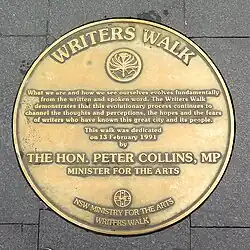 WRITERS WALK
What we are and how we see ourselves evolves fundamentally
from the written and spoken word. The Writers Walk
demonstrates that this evolutionary process continues to
channel the thoughts and perceptions, the hopes and the fears
of writers who have known this great city and its people.
This walk was dedicated
on 13 February 1991
by
THE HON. PETER COLLINS, MP
MINISTER FOR THE ARTS
NSW MINISTRY FOR THE ARTS
WRITERS WALK